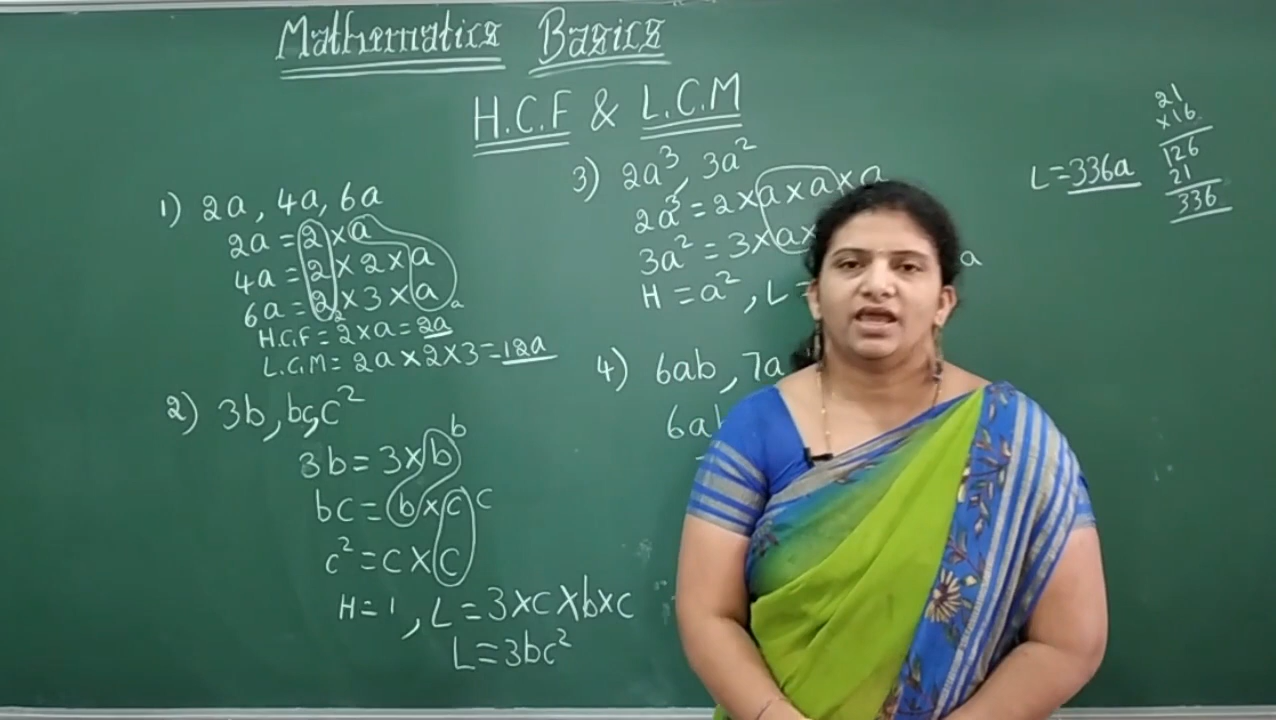 Mathematics Basics
H.C.F & L.C.M
1) 2a, 4a, 6a
2a = 2 × a
4a = 2 × 2 × a
6a = 2 × 3 × a
2
a
H.C.F = 2 × a = 2a
L.C.M = 2a × 2 × 3 = 12a
2) 3b, bc, c²
3b = 3 × b
b
bc = b × c
c
c² = c × c
H = 1, L = 3 × c × b × c
L = 3bc²
3) 2a³, 3a²
2a³ = 2 × a × a × a
3a² = 3 × a ×
a
H = a², L =
4) 6ab, 7a
6ab
L = 336a
21
×16
126
21
336